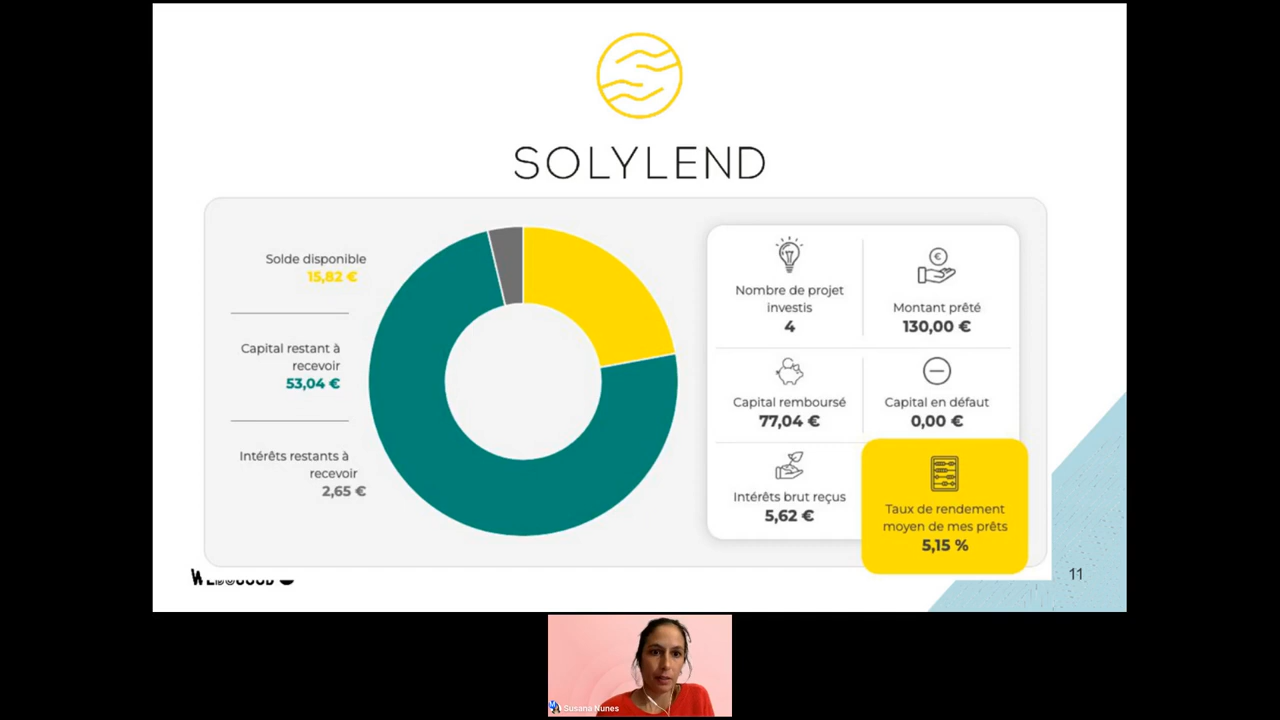 SOLYLEND
Solde disponible
15,82 €
Capital restant à
recevoir
53,04 €
Intérêts restants à
recevoir
2,65 €
Nombre de projet
investis
4
Montant prêté
130,00 €
Capital remboursé
77,04 €
Capital en défaut
0,00 €
Intérêts brut reçus
5,62 €
Taux de rendement
moyen de mes prêts
5,15 %
11
Susana Nunes